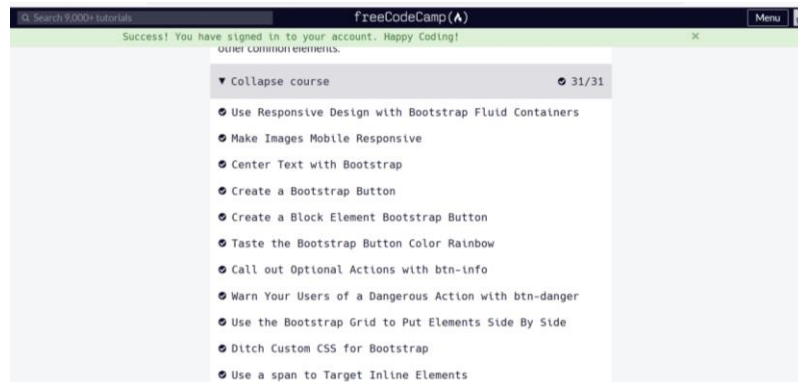 Search 9,000+ tutorials
freeCodeCamp(🔥)
Menu
Success! You have signed in to your account. Happy Coding!
×
other common elements.
▼ Collapse course
31/31
Use Responsive Design with Bootstrap Fluid Containers
Make Images Mobile Responsive
Center Text with Bootstrap
Create a Bootstrap Button
Create a Block Element Bootstrap Button
Taste the Bootstrap Button Color Rainbow
Call out Optional Actions with btn-info
Warn Your Users of a Dangerous Action with btn-danger
Use the Bootstrap Grid to Put Elements Side By Side
Ditch Custom CSS for Bootstrap
Use a span to Target Inline Elements